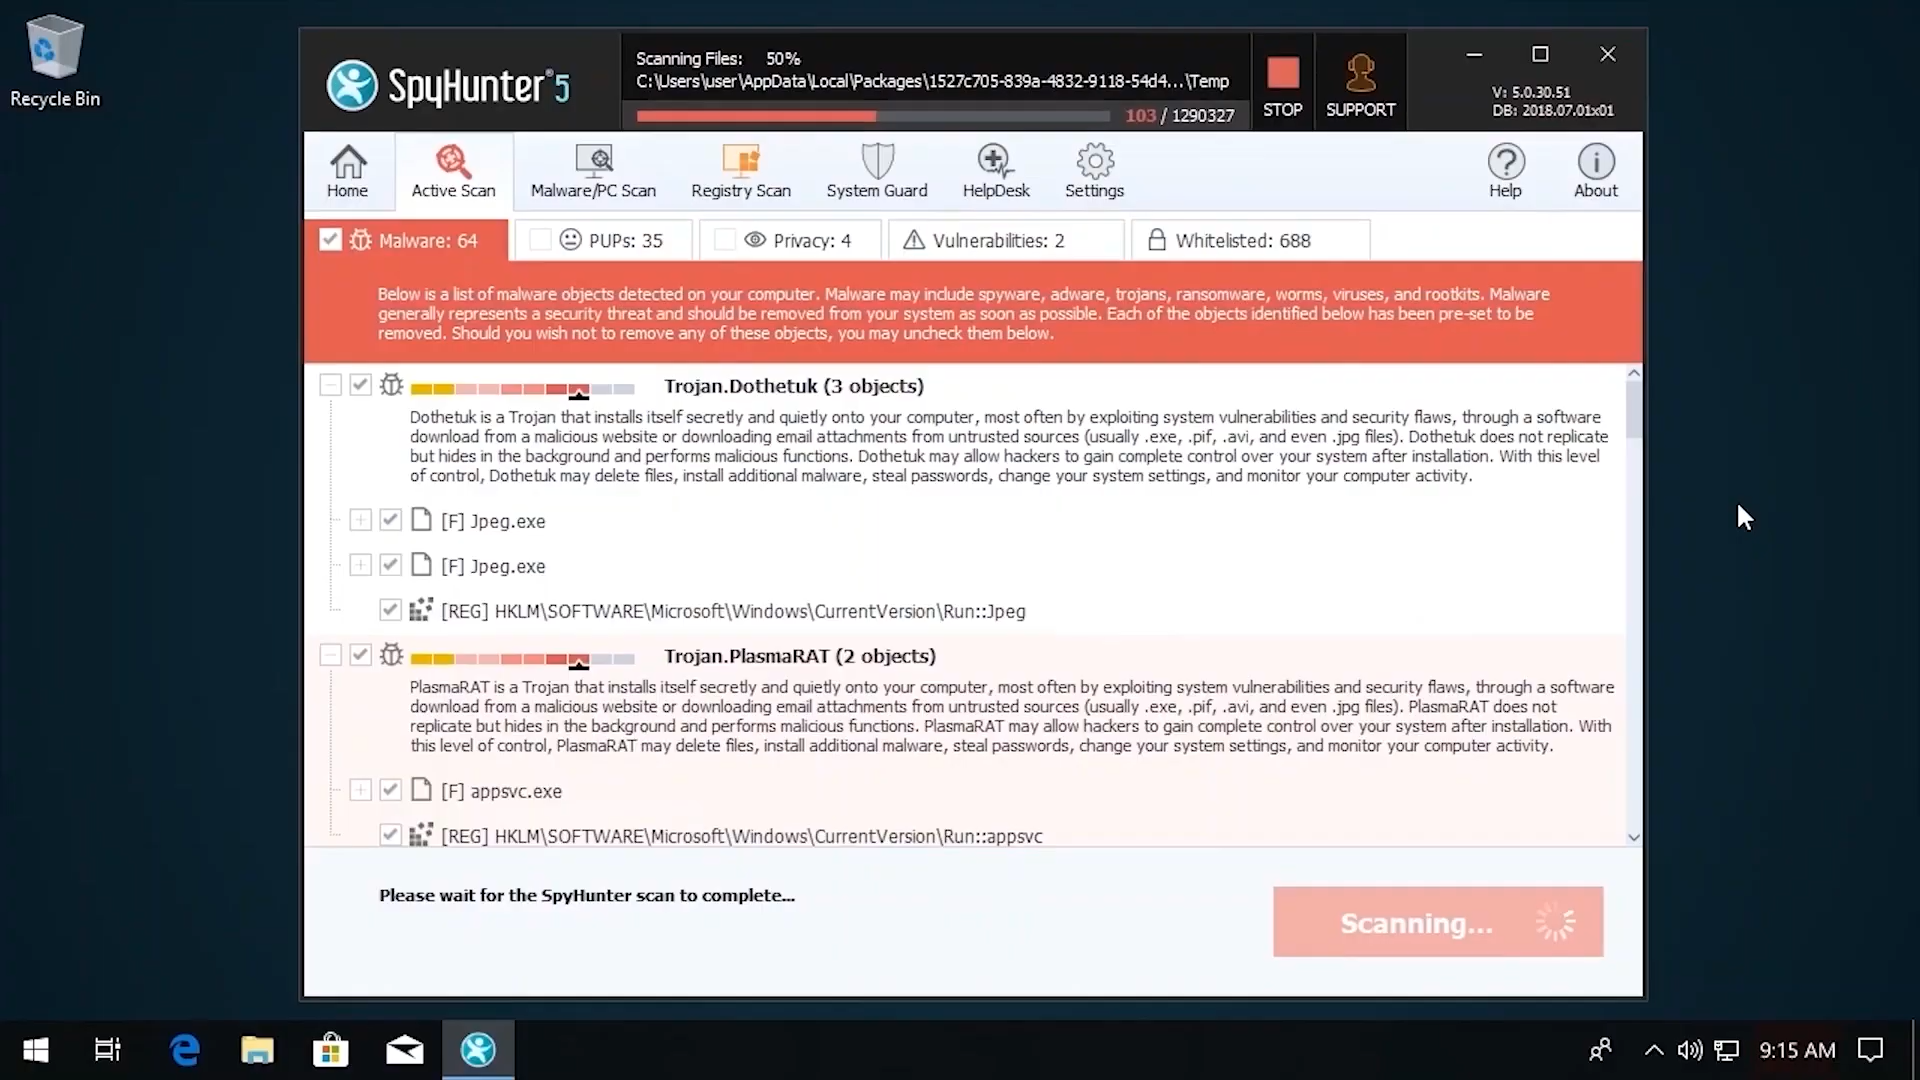 Recycle Bin
SpyHunter® 5
Scanning Files: 50%
C:\Users\user\AppData\Local\Packages\1527c705-839a-4832-9118-54d4...\Temp
103 / 1290327
STOP
SUPPORT
V: 5.0.30.51
DB: 2018.07.01x01
Home
Active Scan
Malware/PC Scan
Registry Scan
System Guard
HelpDesk
Settings
Help
About
Malware: 64
PUPs: 35
Privacy: 4
Vulnerabilities: 2
Whitelisted: 688
Below is a list of malware objects detected on your computer. Malware may include spyware, adware, trojans, ransomware, worms, viruses, and rootkits. Malware
generally represents a security threat and should be removed from your system as soon as possible. Each of the objects identified below has been pre-set to be
removed. Should you wish not to remove any of these objects, you may uncheck them below.
Trojan.Dothetuk (3 objects)
Dothetuk is a Trojan that installs itself secretly and quietly onto your computer, most often by exploiting system vulnerabilities and security flaws, through a software
download from a malicious website or downloading email attachments from untrusted sources (usually .exe, .pif, .avi, and even .jpg files). Dothetuk does not replicate
but hides in the background and performs malicious functions. Dothetuk may allow hackers to gain complete control over your system after installation. With this level
of control, Dothetuk may delete files, install additional malware, steal passwords, change your system settings, and monitor your computer activity.
[F] Jpeg.exe
[F] Jpeg.exe
[REG] HKLM\SOFTWARE\Microsoft\Windows\CurrentVersion\Run::Jpeg
Trojan.PlasmaRAT (2 objects)
PlasmaRAT is a Trojan that installs itself secretly and quietly onto your computer, most often by exploiting system vulnerabilities and security flaws, through a software
download from a malicious website or downloading email attachments from untrusted sources (usually .exe, .pif, .avi, and even .jpg files). PlasmaRAT does not
replicate but hides in the background and performs malicious functions. PlasmaRAT may allow hackers to gain complete control over your system after installation. With
this level of control, PlasmaRAT may delete files, install additional malware, steal passwords, change your system settings, and monitor your computer activity.
[F] appsvc.exe
[REG] HKLM\SOFTWARE\Microsoft\Windows\CurrentVersion\Run::appsvc
Please wait for the SpyHunter scan to complete...
Scanning...
9:15 AM